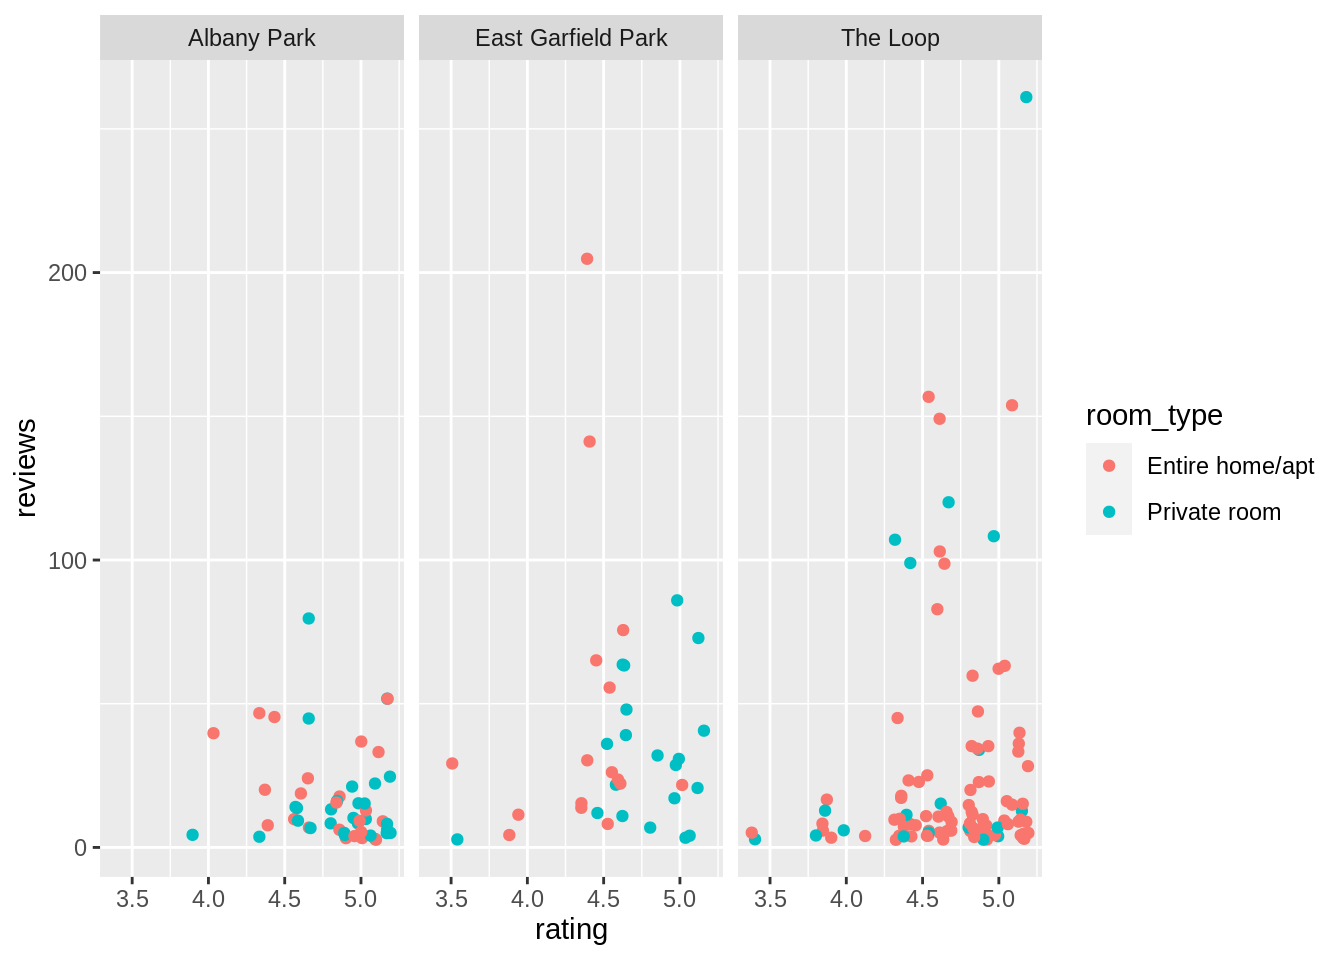 Albany Park East Garfield Park The Loop
200
100
0
reviews
3.5 4.0 4.5 5.0 3.5 4.0 4.5 5.0 3.5 4.0 4.5 5.0
rating
room_type
Entire home/apt
Private room